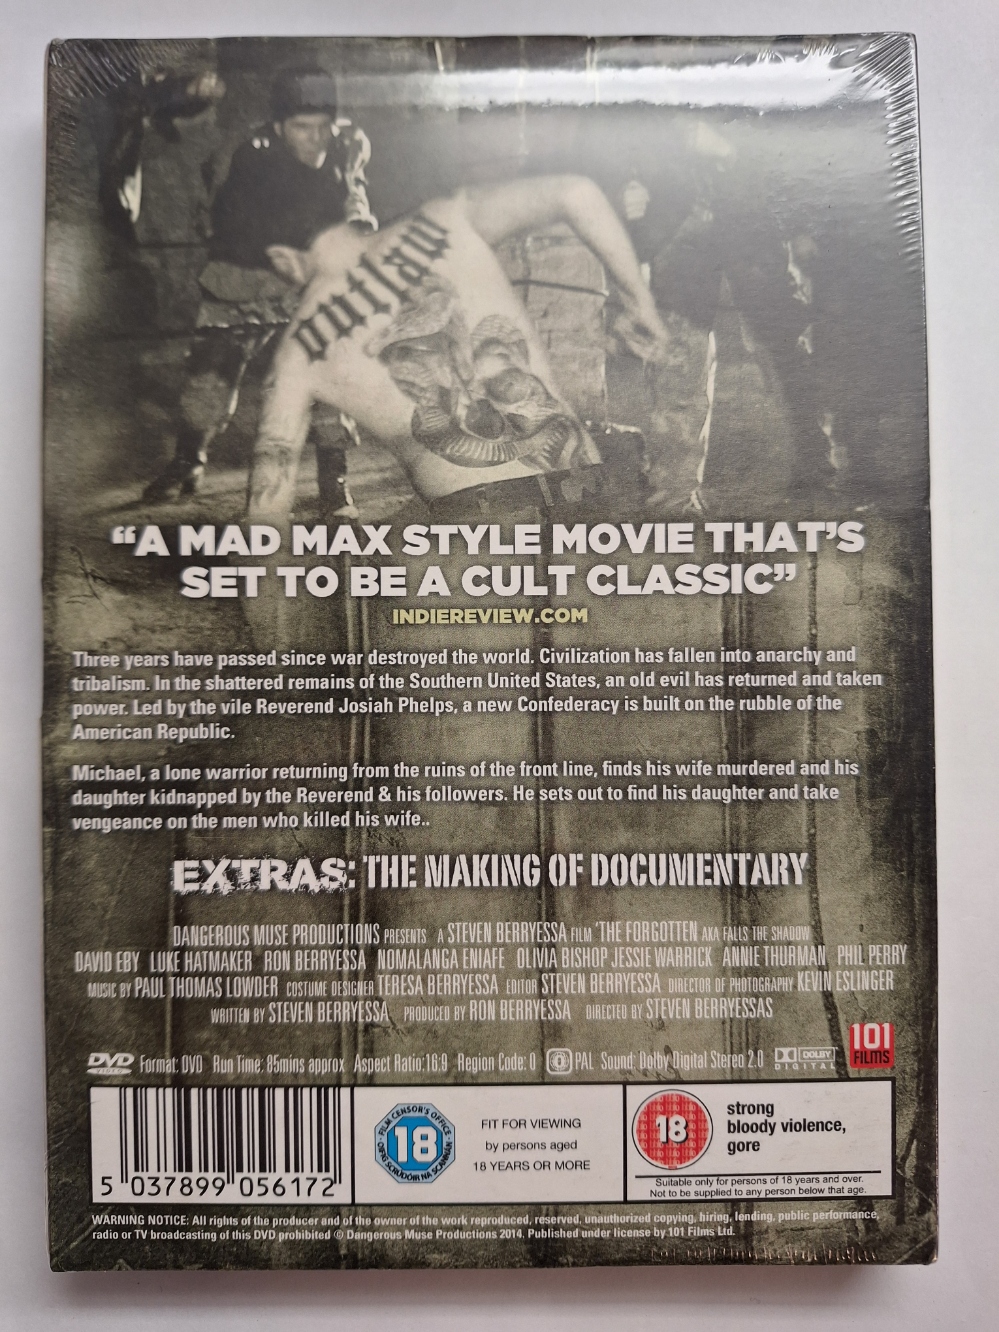 outlaw
"A MAD MAX STYLE MOVIE THAT'S
SET TO BE A CULT CLASSIC"
INDIEREVIEW.COM
Three years have passed since war destroyed the world. Civilization has fallen into anarchy and
tribalism. In the shattered remains of the Southern United States, an old evil has returned and taken
power. Led by the vile Reverend Josiah Phelps, a new Confederacy is built on the rubble of the
American Republic.
Michael, a lone warrior returning from the ruins of the front line, finds his wife murdered and his
daughter kidnapped by the Reverend & his followers. He sets out to find his daughter and take
vengeance on the men who killed his wife..
EXTRAS: THE MAKING OF DOCUMENTARY
DANGEROUS MUSE PRODUCTIONS PRESENTS A STEVEN BERRYESSA FILM 'THE FORGOTTEN AKA FALLS THE SHADOW
DAVID EBY LUKE HATMAKER RON BERRYESSA NOMALANGA ENIAFE OLIVIA BISHOP JESSIE WARRICK ANNIE THURMAN PHIL PERRY
MUSIC BY PAUL THOMAS LOWDER COSTUME DESIGNER TERESA BERRYESSA EDITOR STEVEN BERRYESSA DIRECTOR OF PHOTOGRAPHY KEVIN ESLINGER
WRITTEN BY STEVEN BERRYESSA PRODUCED BY RON BERRYESSA DIRECTED BY STEVEN BERRYESSAS
101
FILMS
DVD VIDEO Format: DVD Run Time: 85mins approx Aspect Ratio:16:9 Region Code: 0 PAL Sound: Dolby Digital Stereo 2.0 DOLBY DIGITAL
5 037899 056172
FILM CENSOR'S OFFICE
18
OIFIG SCRÚDÓIR NA SCANNÁN
FIT FOR VIEWING
by persons aged
18 YEARS OR MORE
18
strong
bloody violence,
gore
Suitable only for persons of 18 years and over.
Not to be supplied to any person below that age.
WARNING NOTICE: All rights of the producer and of the owner of the work reproduced, reserved, unauthorized copying, hiring, lending, public performance,
radio or TV broadcasting of this DVD prohibited © Dangerous Muse Productions 2014. Published under license by 101 Films Ltd.